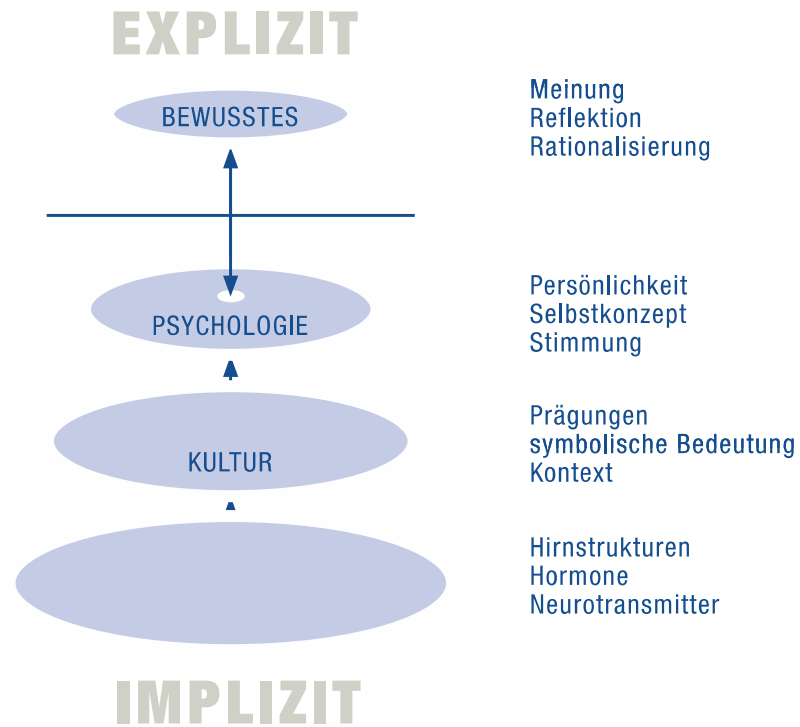 EXPLIZIT
BEWUSSTES
Meinung
Reflektion
Rationalisierung
PSYCHOLOGIE
Persönlichkeit
Selbstkonzept
Stimmung
KULTUR
Prägungen
symbolische Bedeutung
Kontext
Hirnstrukturen
Hormone
Neurotransmitter
IMPLIZIT